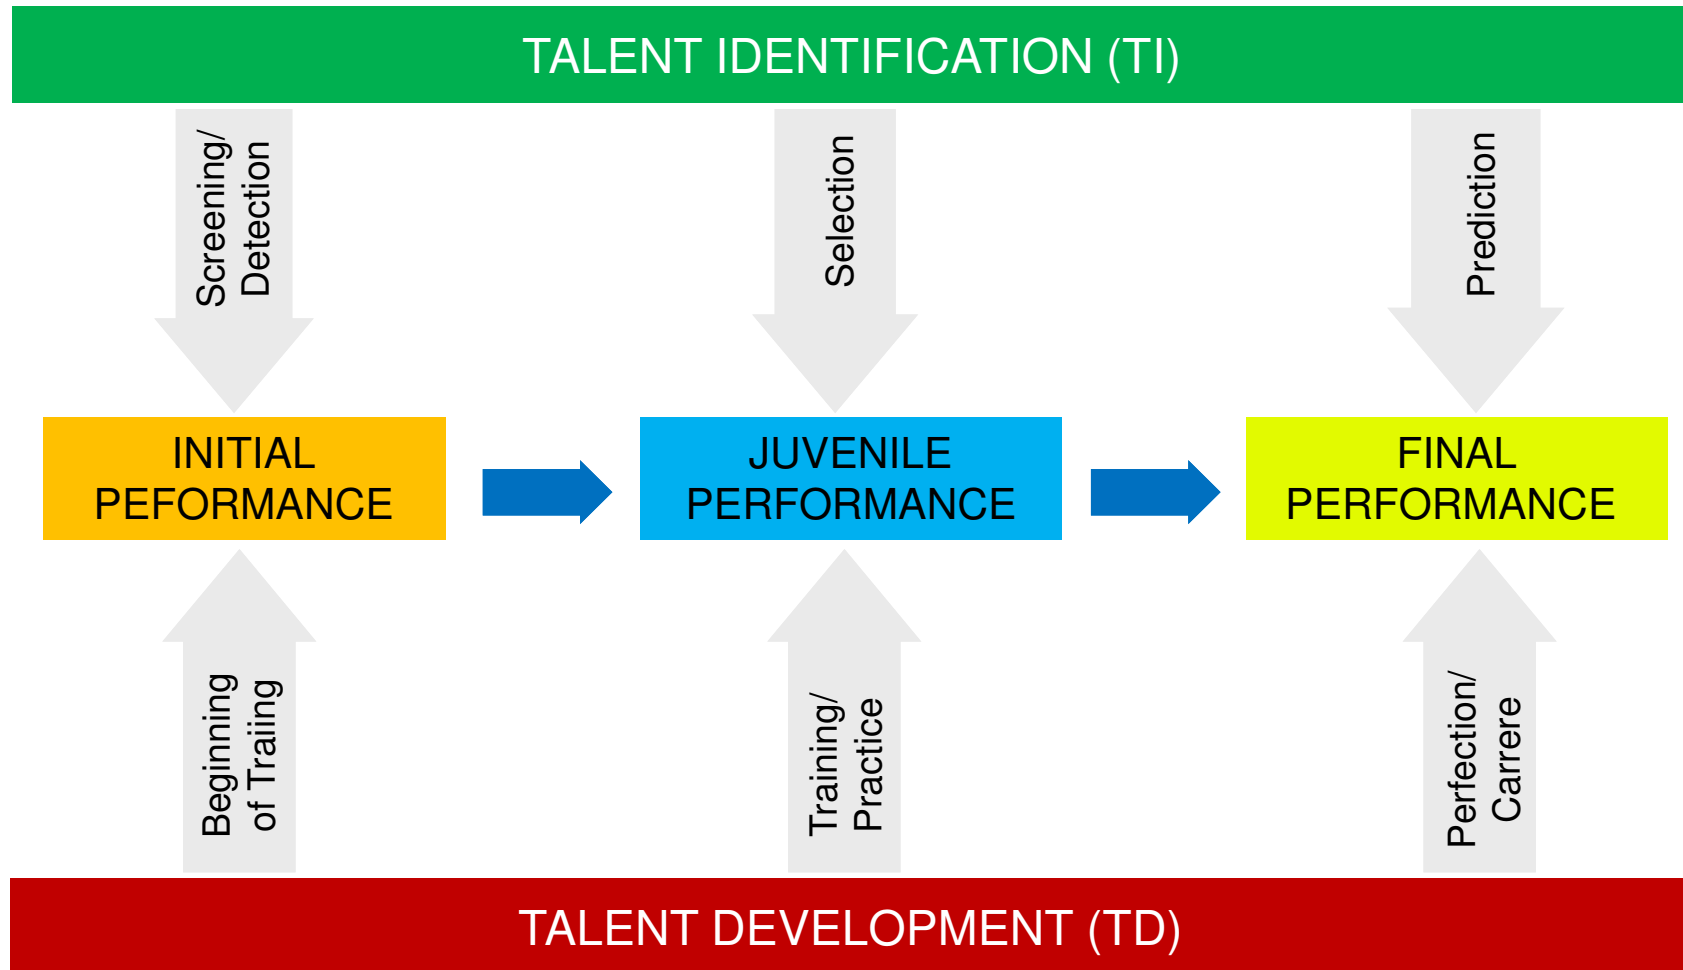 TALENT IDENTIFICATION (TI)
Screening/
Detection
Selection
Prediction
INITIAL
PEFORMANCE
JUVENILE
PERFORMANCE
FINAL
PERFORMANCE
Beginning
of Traiing
Training/
Practice
Perfection/
Carrere
TALENT DEVELOPMENT (TD)